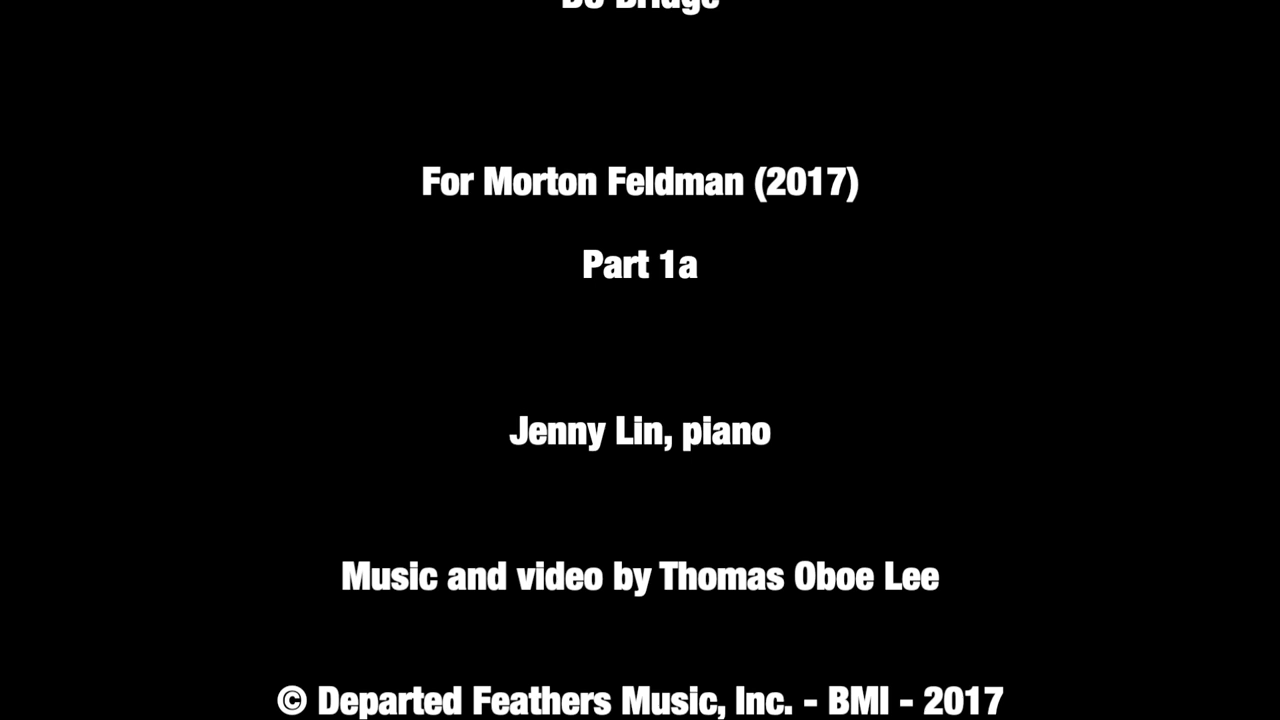 Bridge
For Morton Feldman (2017)
Part 1a
Jenny Lin, piano
Music and video by Thomas Oboe Lee
© Departed Feathers Music, Inc. - BMI - 2017